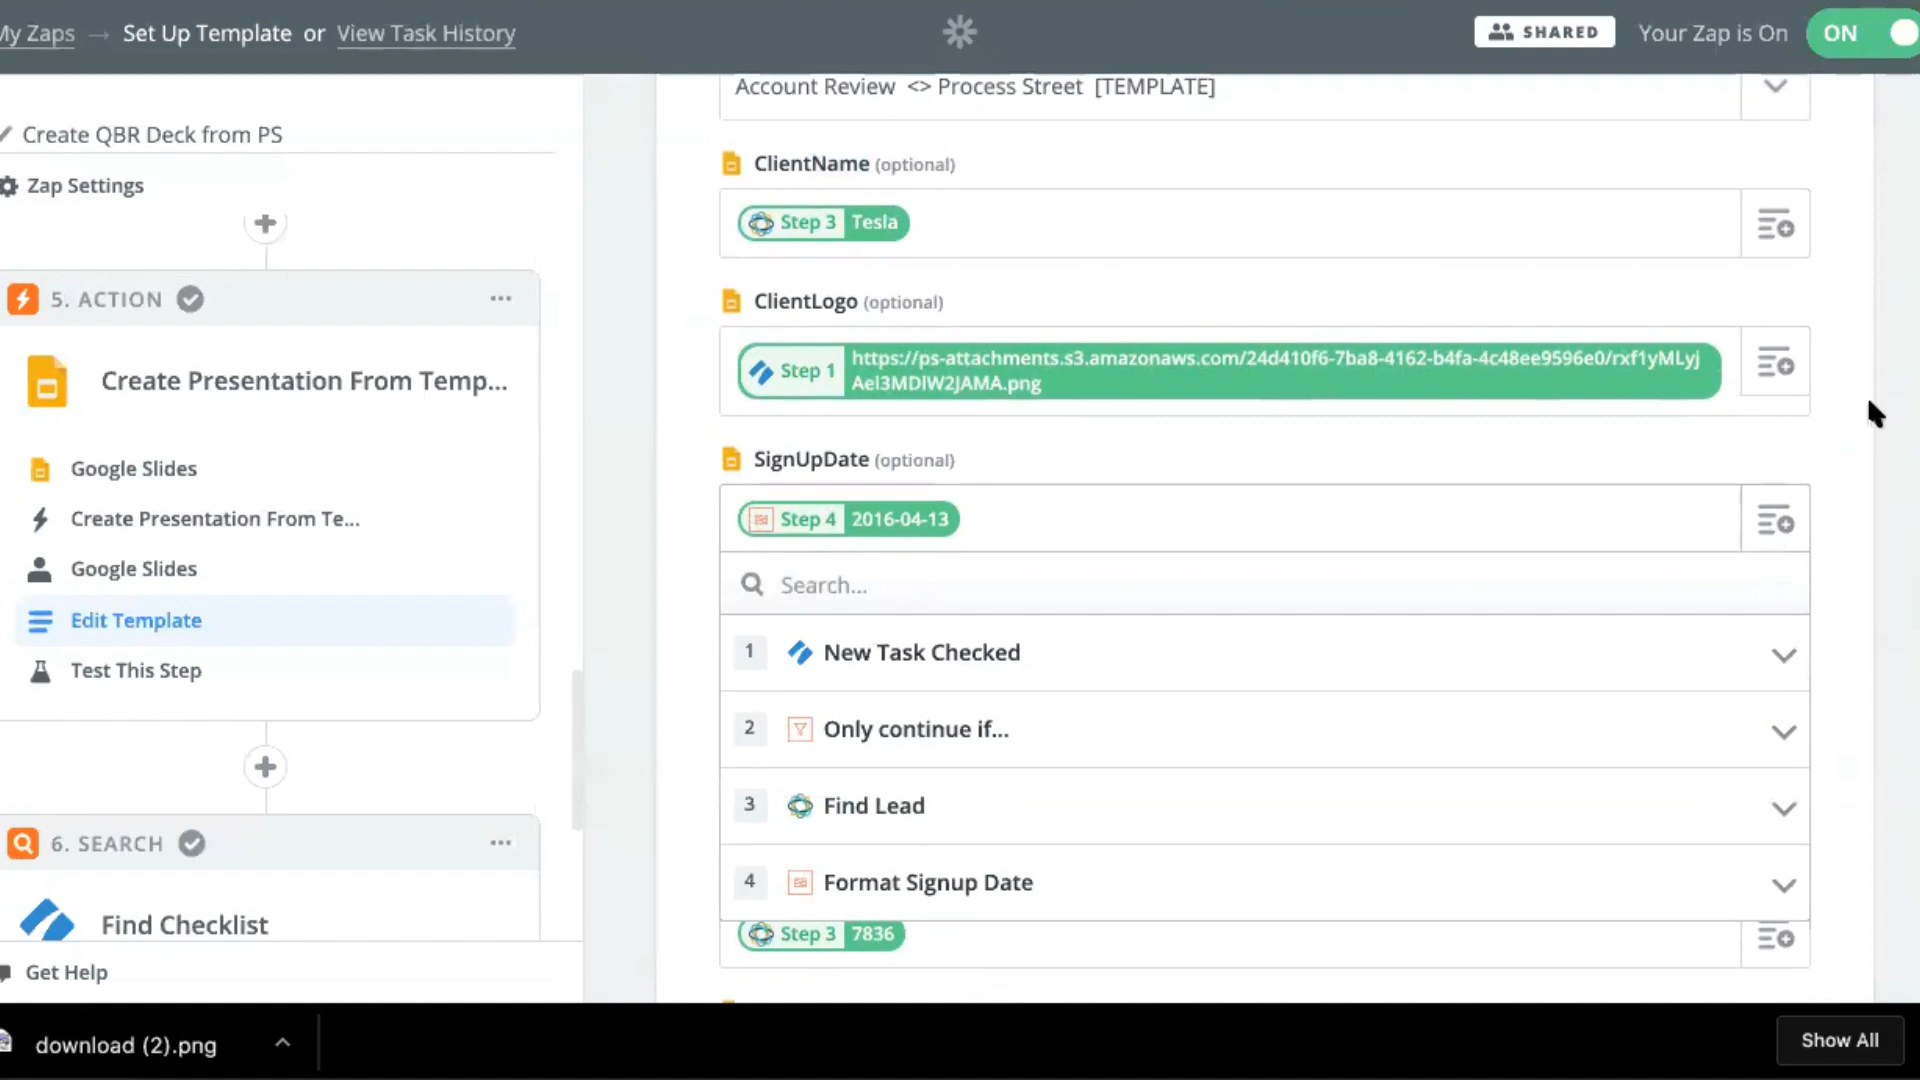 My Zaps → Set Up Template or View Task History
SHARED
Your Zap is On
ON
Create QBR Deck from PS
Zap Settings
5. ACTION
Create Presentation From Temp...
Google Slides
Create Presentation From Te...
Google Slides
Edit Template
Test This Step
6. SEARCH
Find Checklist
Get Help
Account Review <> Process Street [TEMPLATE]
ClientName (optional)
Step 3 Tesla
ClientLogo (optional)
Step 1 https://ps-attachments.s3.amazonaws.com/24d410f6-7ba8-4162-b4fa-4c48ee9596e0/rxf1yMLyj
AeI3MDlW2JAMA.png
SignUpDate (optional)
Step 4 2016-04-13
Search...
1 New Task Checked
2 Only continue if...
3 Find Lead
4 Format Signup Date
Step 3 7836
download (2).png
Show All